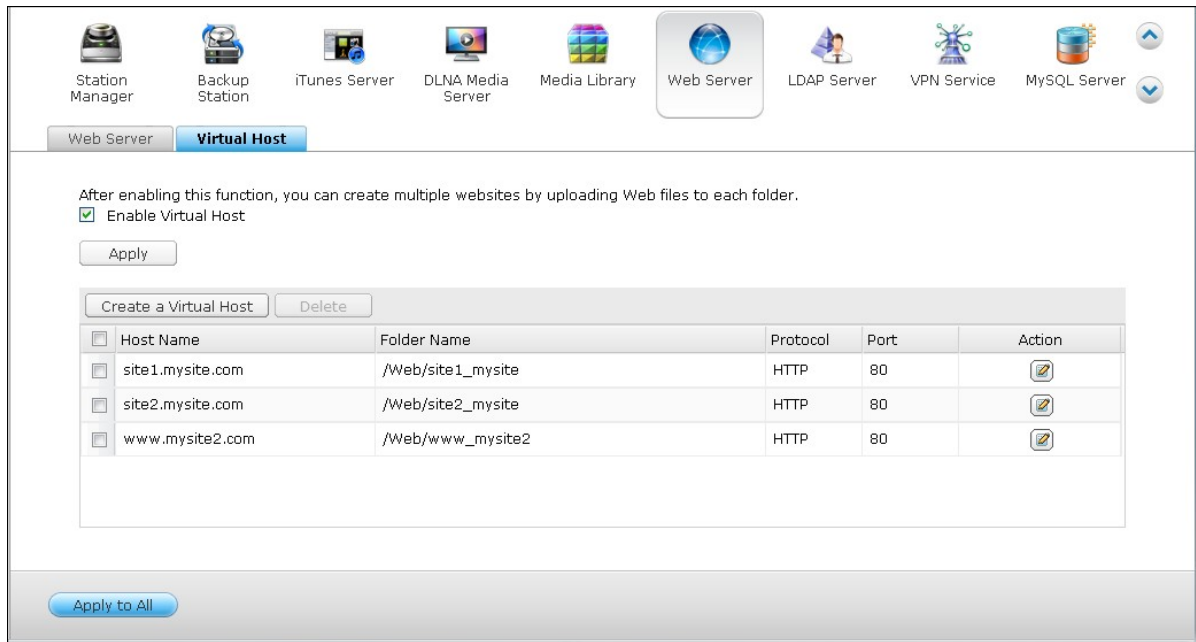 Station Manager
Backup Station
iTunes Server
DLNA Media Server
Media Library
Web Server
LDAP Server
VPN Service
MySQL Server
Web Server
Virtual Host
After enabling this function, you can create multiple websites by uploading Web files to each folder.
Enable Virtual Host
Apply
Create a Virtual Host
Delete
Host Name Folder Name Protocol Port Action
site1.mysite.com /Web/site1_mysite HTTP 80
site2.mysite.com /Web/site2_mysite HTTP 80
www.mysite2.com /Web/www_mysite2 HTTP 80
Apply to All